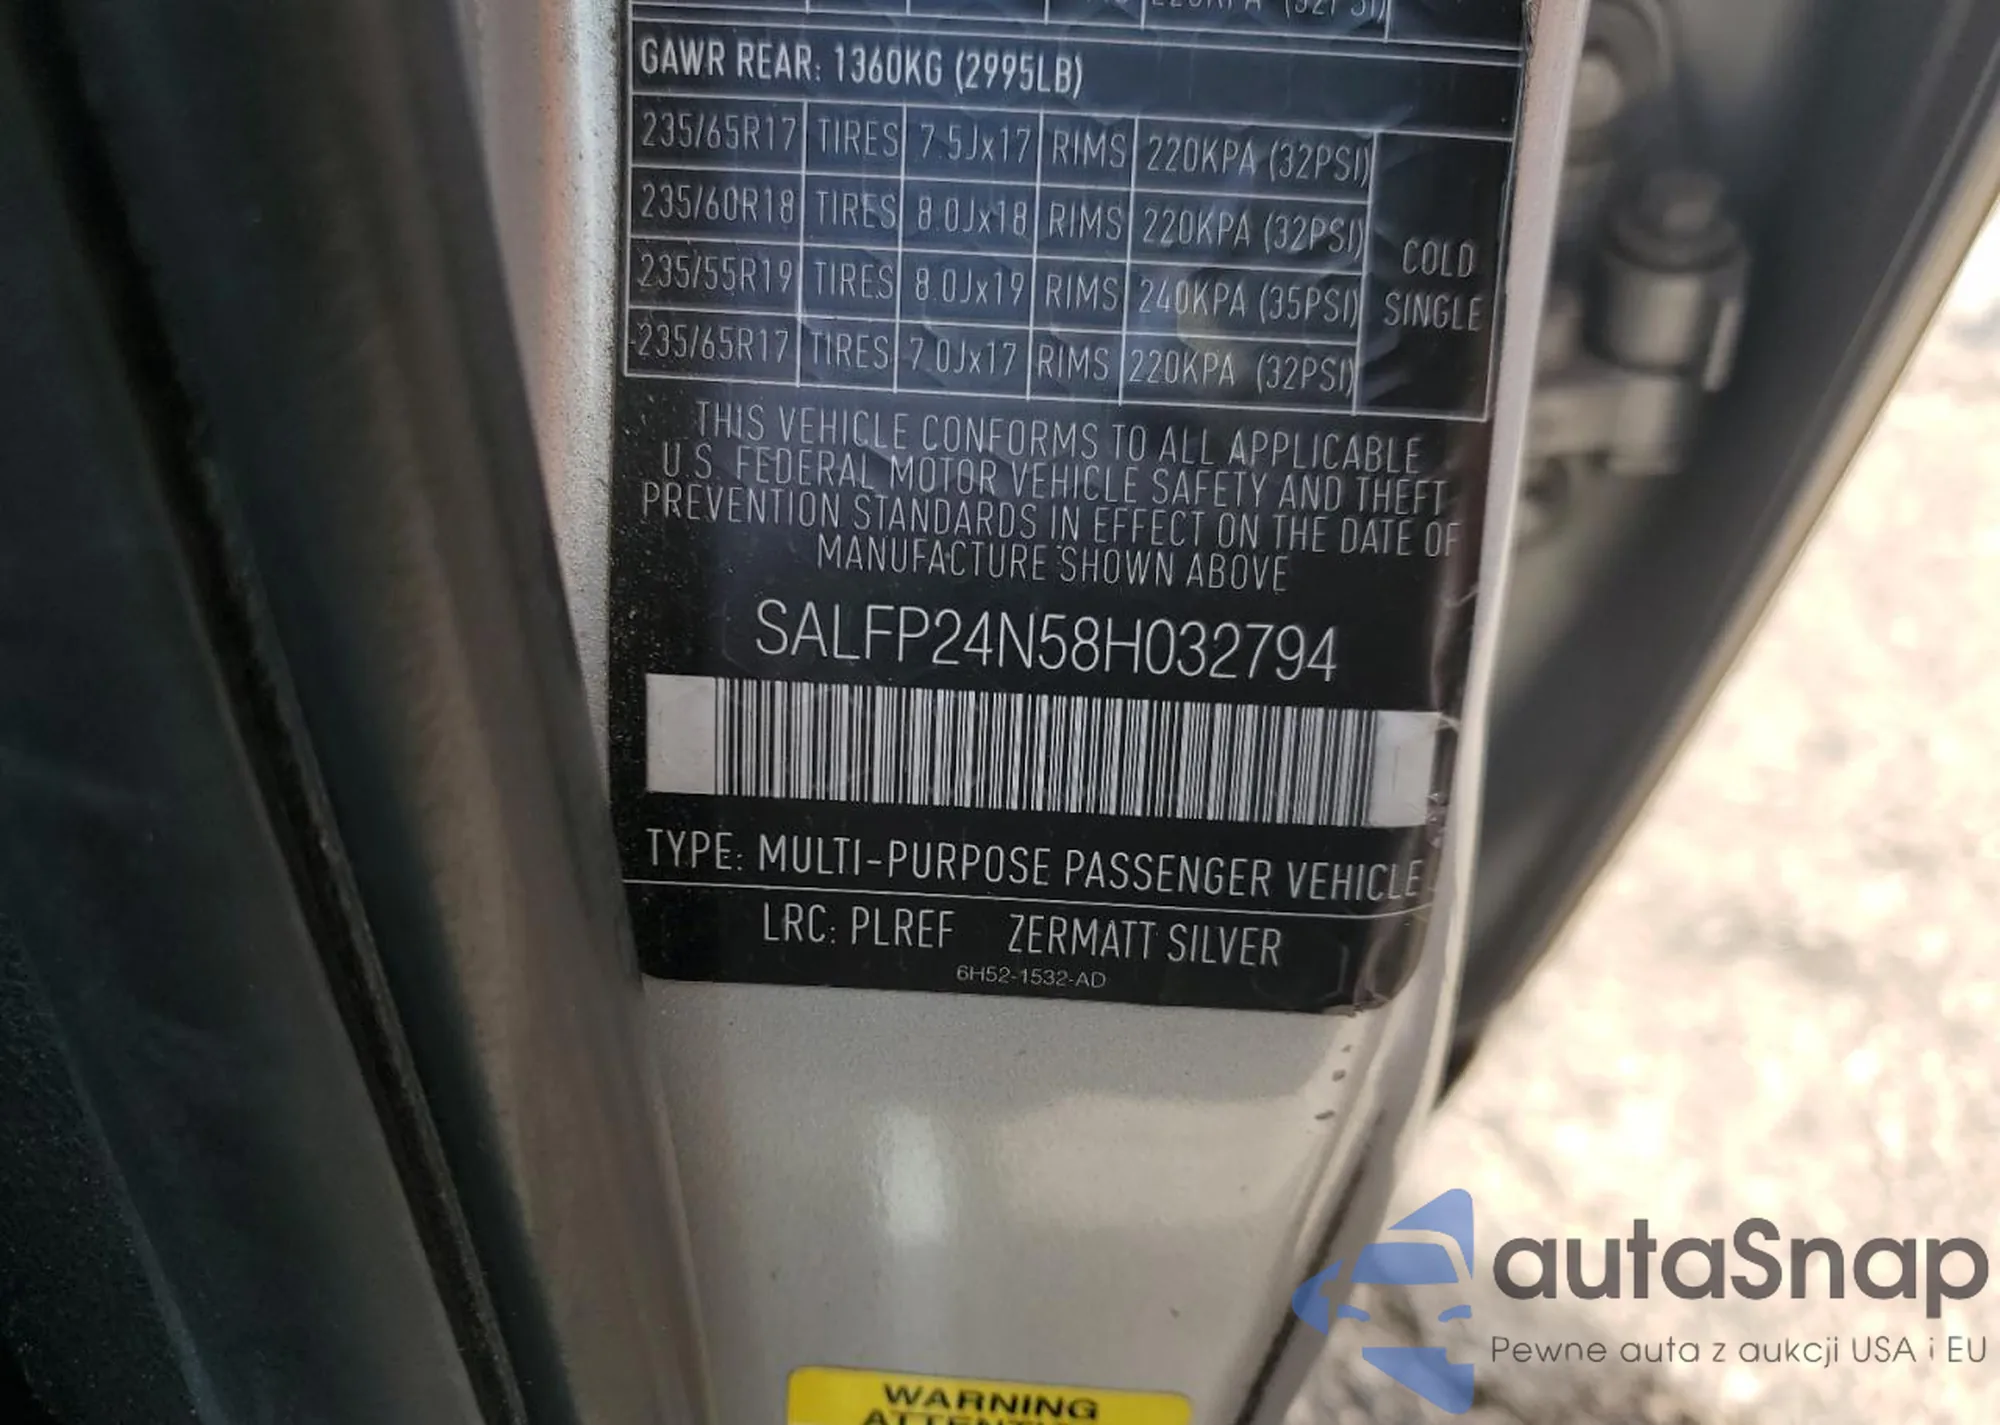 220KPA (32PSI)
GAWR REAR: 1360KG (2995LB)
235/65R17 TIRES 7.5Jx17 RIMS 220KPA (32PSI)
235/60R18 TIRES 8.0Jx18 RIMS 220KPA (32PSI)
235/55R19 TIRES 8.0Jx19 RIMS 240KPA (35PSI)
235/65R17 TIRES 7.0Jx17 RIMS 220KPA (32PSI)
COLD
SINGLE
THIS VEHICLE CONFORMS TO ALL APPLICABLE
U.S. FEDERAL MOTOR VEHICLE SAFETY AND THEFT
PREVENTION STANDARDS IN EFFECT ON THE DATE OF
MANUFACTURE SHOWN ABOVE
SALFP24N58H032794
TYPE: MULTI-PURPOSE PASSENGER VEHICLE
LRC: PLREF ZERMATT SILVER
6H52-1532-AD
WARNING
autaSnap
Pewne auta z aukcji USA i EU